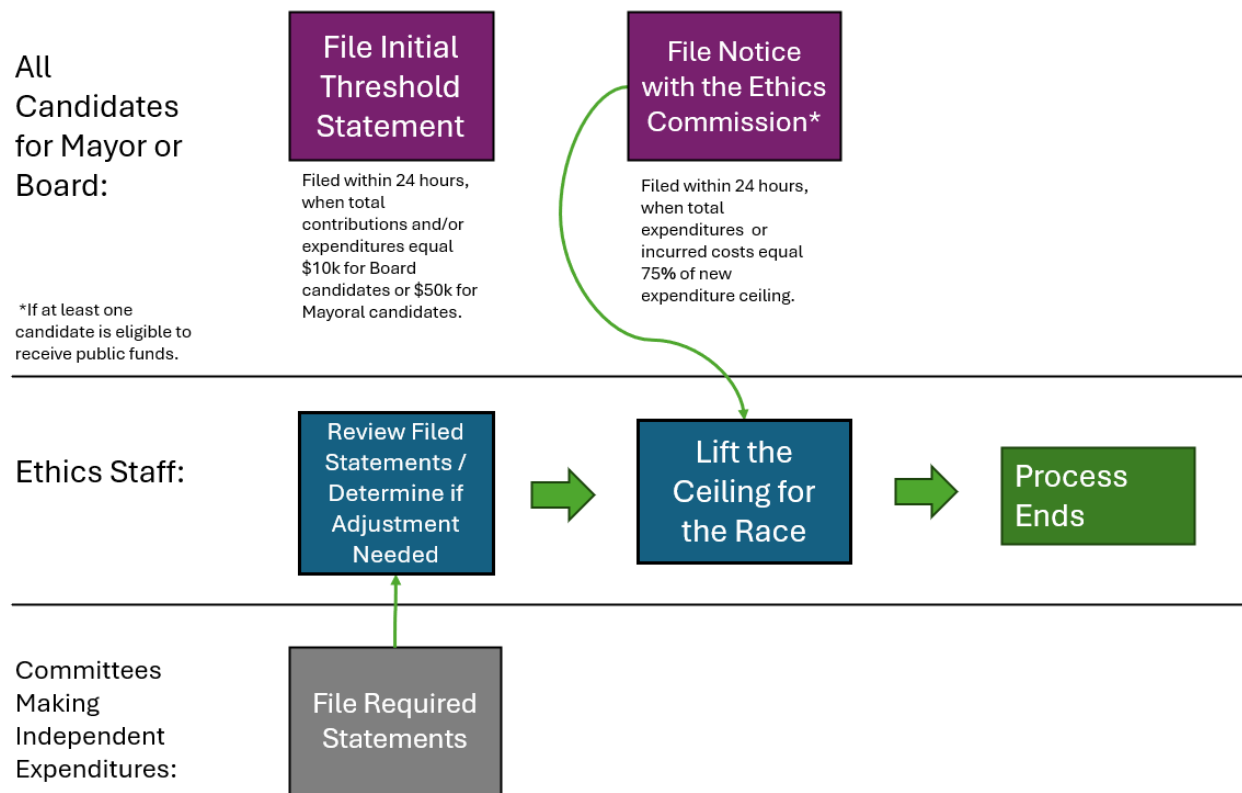 All
Candidates
for Mayor or
Board:
File Initial
Threshold
Statement
Filed within 24 hours,
when total
contributions and/or
expenditures equal
$10k for Board
candidates or $50k for
Mayoral candidates.
File Notice
with the Ethics
Commission*
Filed within 24 hours,
when total
expenditures or
incurred costs equal
75% of new
expenditure ceiling.
*If at least one
candidate is eligible to
receive public funds.
Ethics Staff:
Review Filed
Statements /
Determine if
Adjustment
Needed
Lift the
Ceiling for
the Race
Process
Ends
Committees
Making
Independent
Expenditures:
File Required
Statements